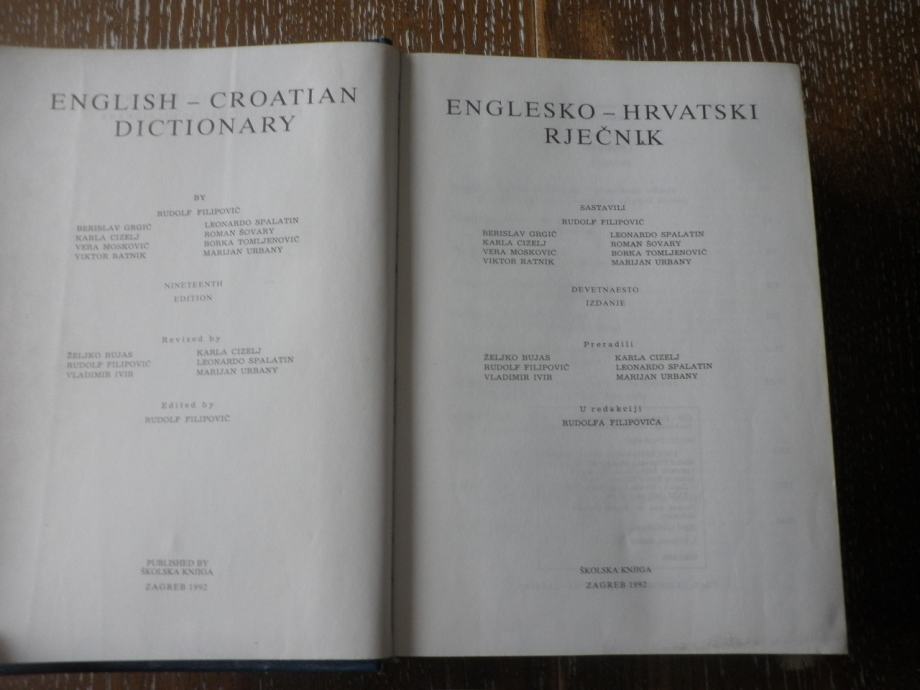 ENGLISH – CROATIAN
DICTIONARY
BY
RUDOLF FILIPOVIĆ
BERISLAV GRGIĆ LEONARDO SPALATIN
KARLA CIZELJ ROMAN ŠOVARY
VERA MOSKOVIĆ BORKA TOMLJENOVIĆ
VIKTOR RATNIK MARIJAN URBANY
NINETEENTH
EDITION
Revised by
ŽELJKO BUJAS KARLA CIZELJ
RUDOLF FILIPOVIĆ LEONARDO SPALATIN
VLADIMIR IVIR MARIJAN URBANY
Edited by
RUDOLF FILIPOVIĆ
PUBLISHED BY
ŠKOLSKA KNJIGA
ZAGREB 1992
ENGLESKO – HRVATSKI
RJEČNIK
SASTAVILI
RUDOLF FILIPOVIĆ
BERISLAV GRGIĆ LEONARDO SPALATIN
KARLA CIZELJ ROMAN ŠOVARY
VERA MOSKOVIĆ BORKA TOMLJENOVIĆ
VIKTOR RATNIK MARIJAN URBANY
DEVETNAESTO
IZDANJE
Preradili
ŽELJKO BUJAS KARLA CIZELJ
RUDOLF FILIPOVIĆ LEONARDO SPALATIN
VLADIMIR IVIR MARIJAN URBANY
U redakciji
RUDOLFA FILIPOVIĆA
ŠKOLSKA KNJIGA
ZAGREB 1992